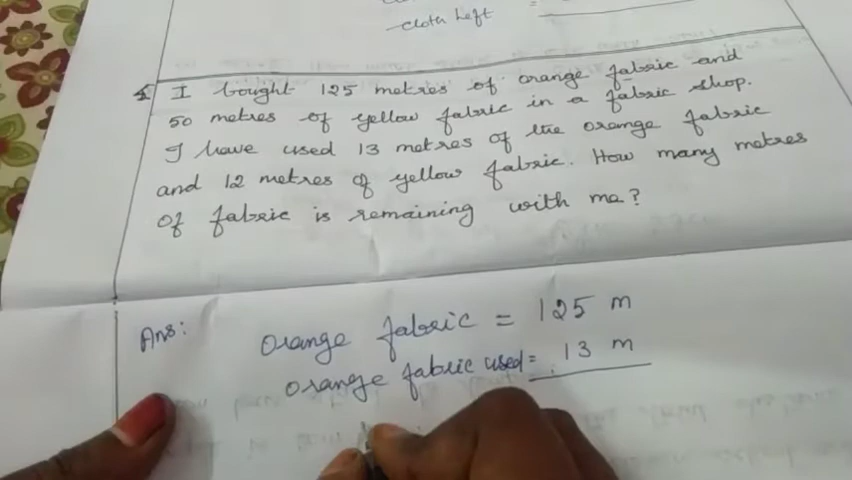 cloth left =
1 I bought 125 metres of orange fabric and
50 metres of yellow fabric in a fabric shop.
I have used 13 metres of the orange fabric
and 12 metres of yellow fabric. How many metres
of fabric is remaining with me?
Ans:
orange fabric = 125 m
orange fabric used = 13 m